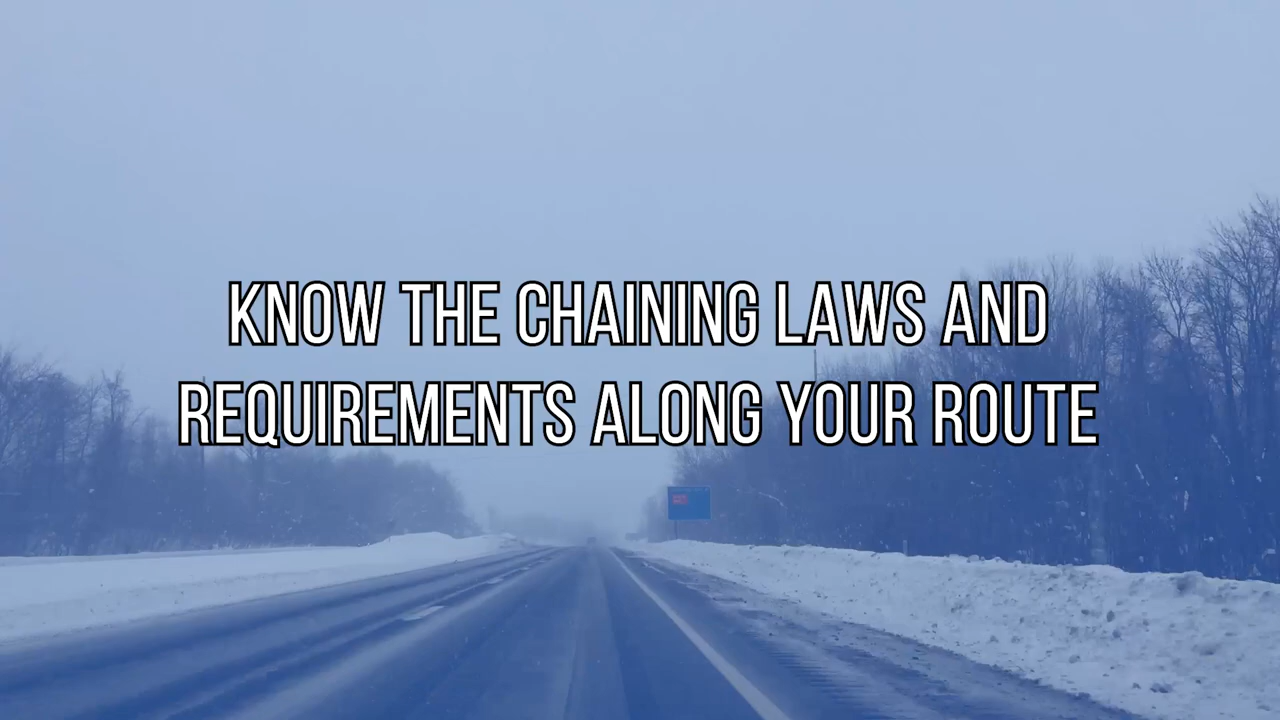 KNOW THE CHAINING LAWS AND
REQUIREMENTS ALONG YOUR ROUTE